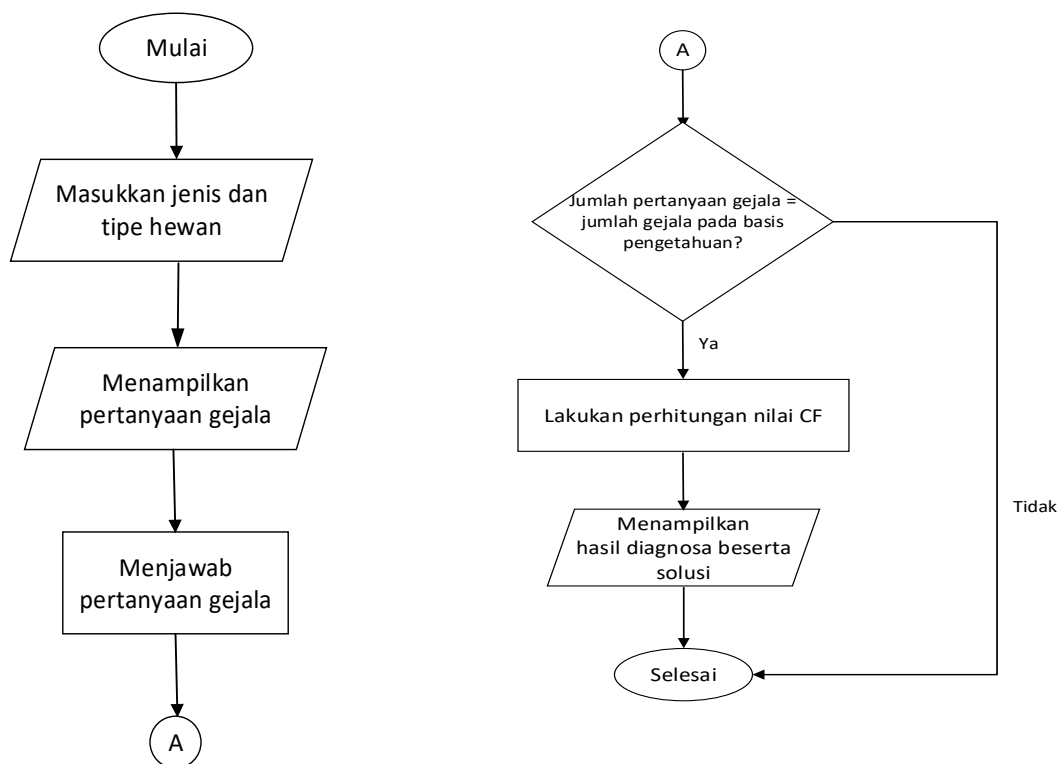 Mulai
Masukkan jenis dan
tipe hewan
Menampilkan
pertanyaan gejala
Menjawab
pertanyaan gejala
A
A
Jumlah pertanyaan gejala =
jumlah gejala pada basis
pengetahuan?
Ya
Lakukan perhitungan nilai CF
Tidak
Menampilkan
hasil diagnosa beserta
solusi
Selesai